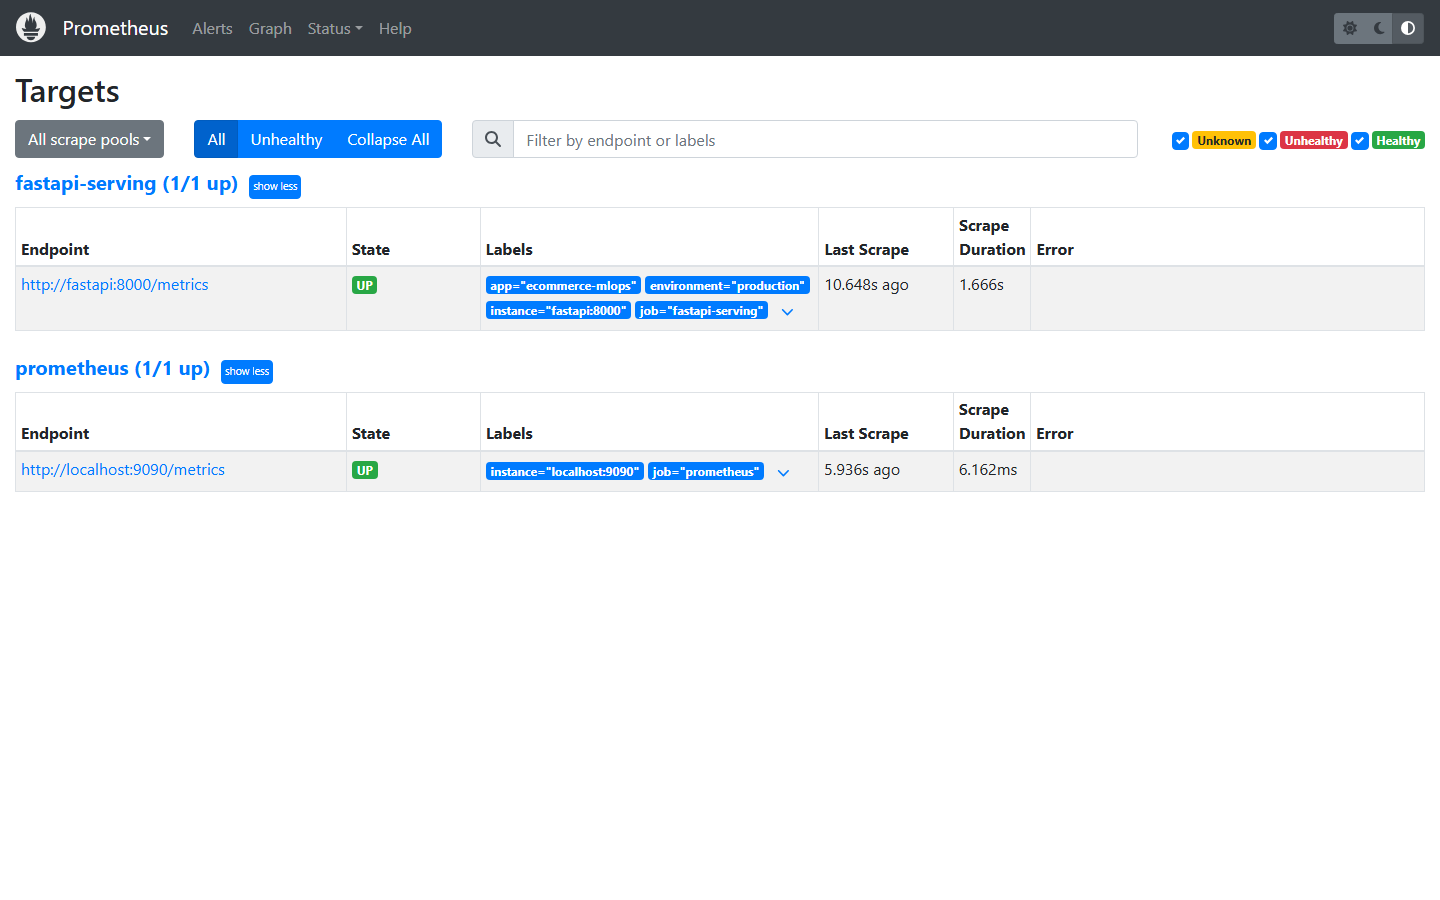 Prometheus Alerts Graph Status Help
Targets
All scrape pools All Unhealthy Collapse All Filter by endpoint or labels Unknown Unhealthy Healthy
fastapi-serving (1/1 up) show less
Endpoint State Labels Last Scrape Scrape Duration Error
http://fastapi:8000/metrics UP app="ecommerce-mlops" environment="production" 10.648s ago 1.666s
instance="fastapi:8000" job="fastapi-serving"
prometheus (1/1 up) show less
Endpoint State Labels Last Scrape Scrape Duration Error
http://localhost:9090/metrics UP instance="localhost:9090" job="prometheus" 5.936s ago 6.162ms